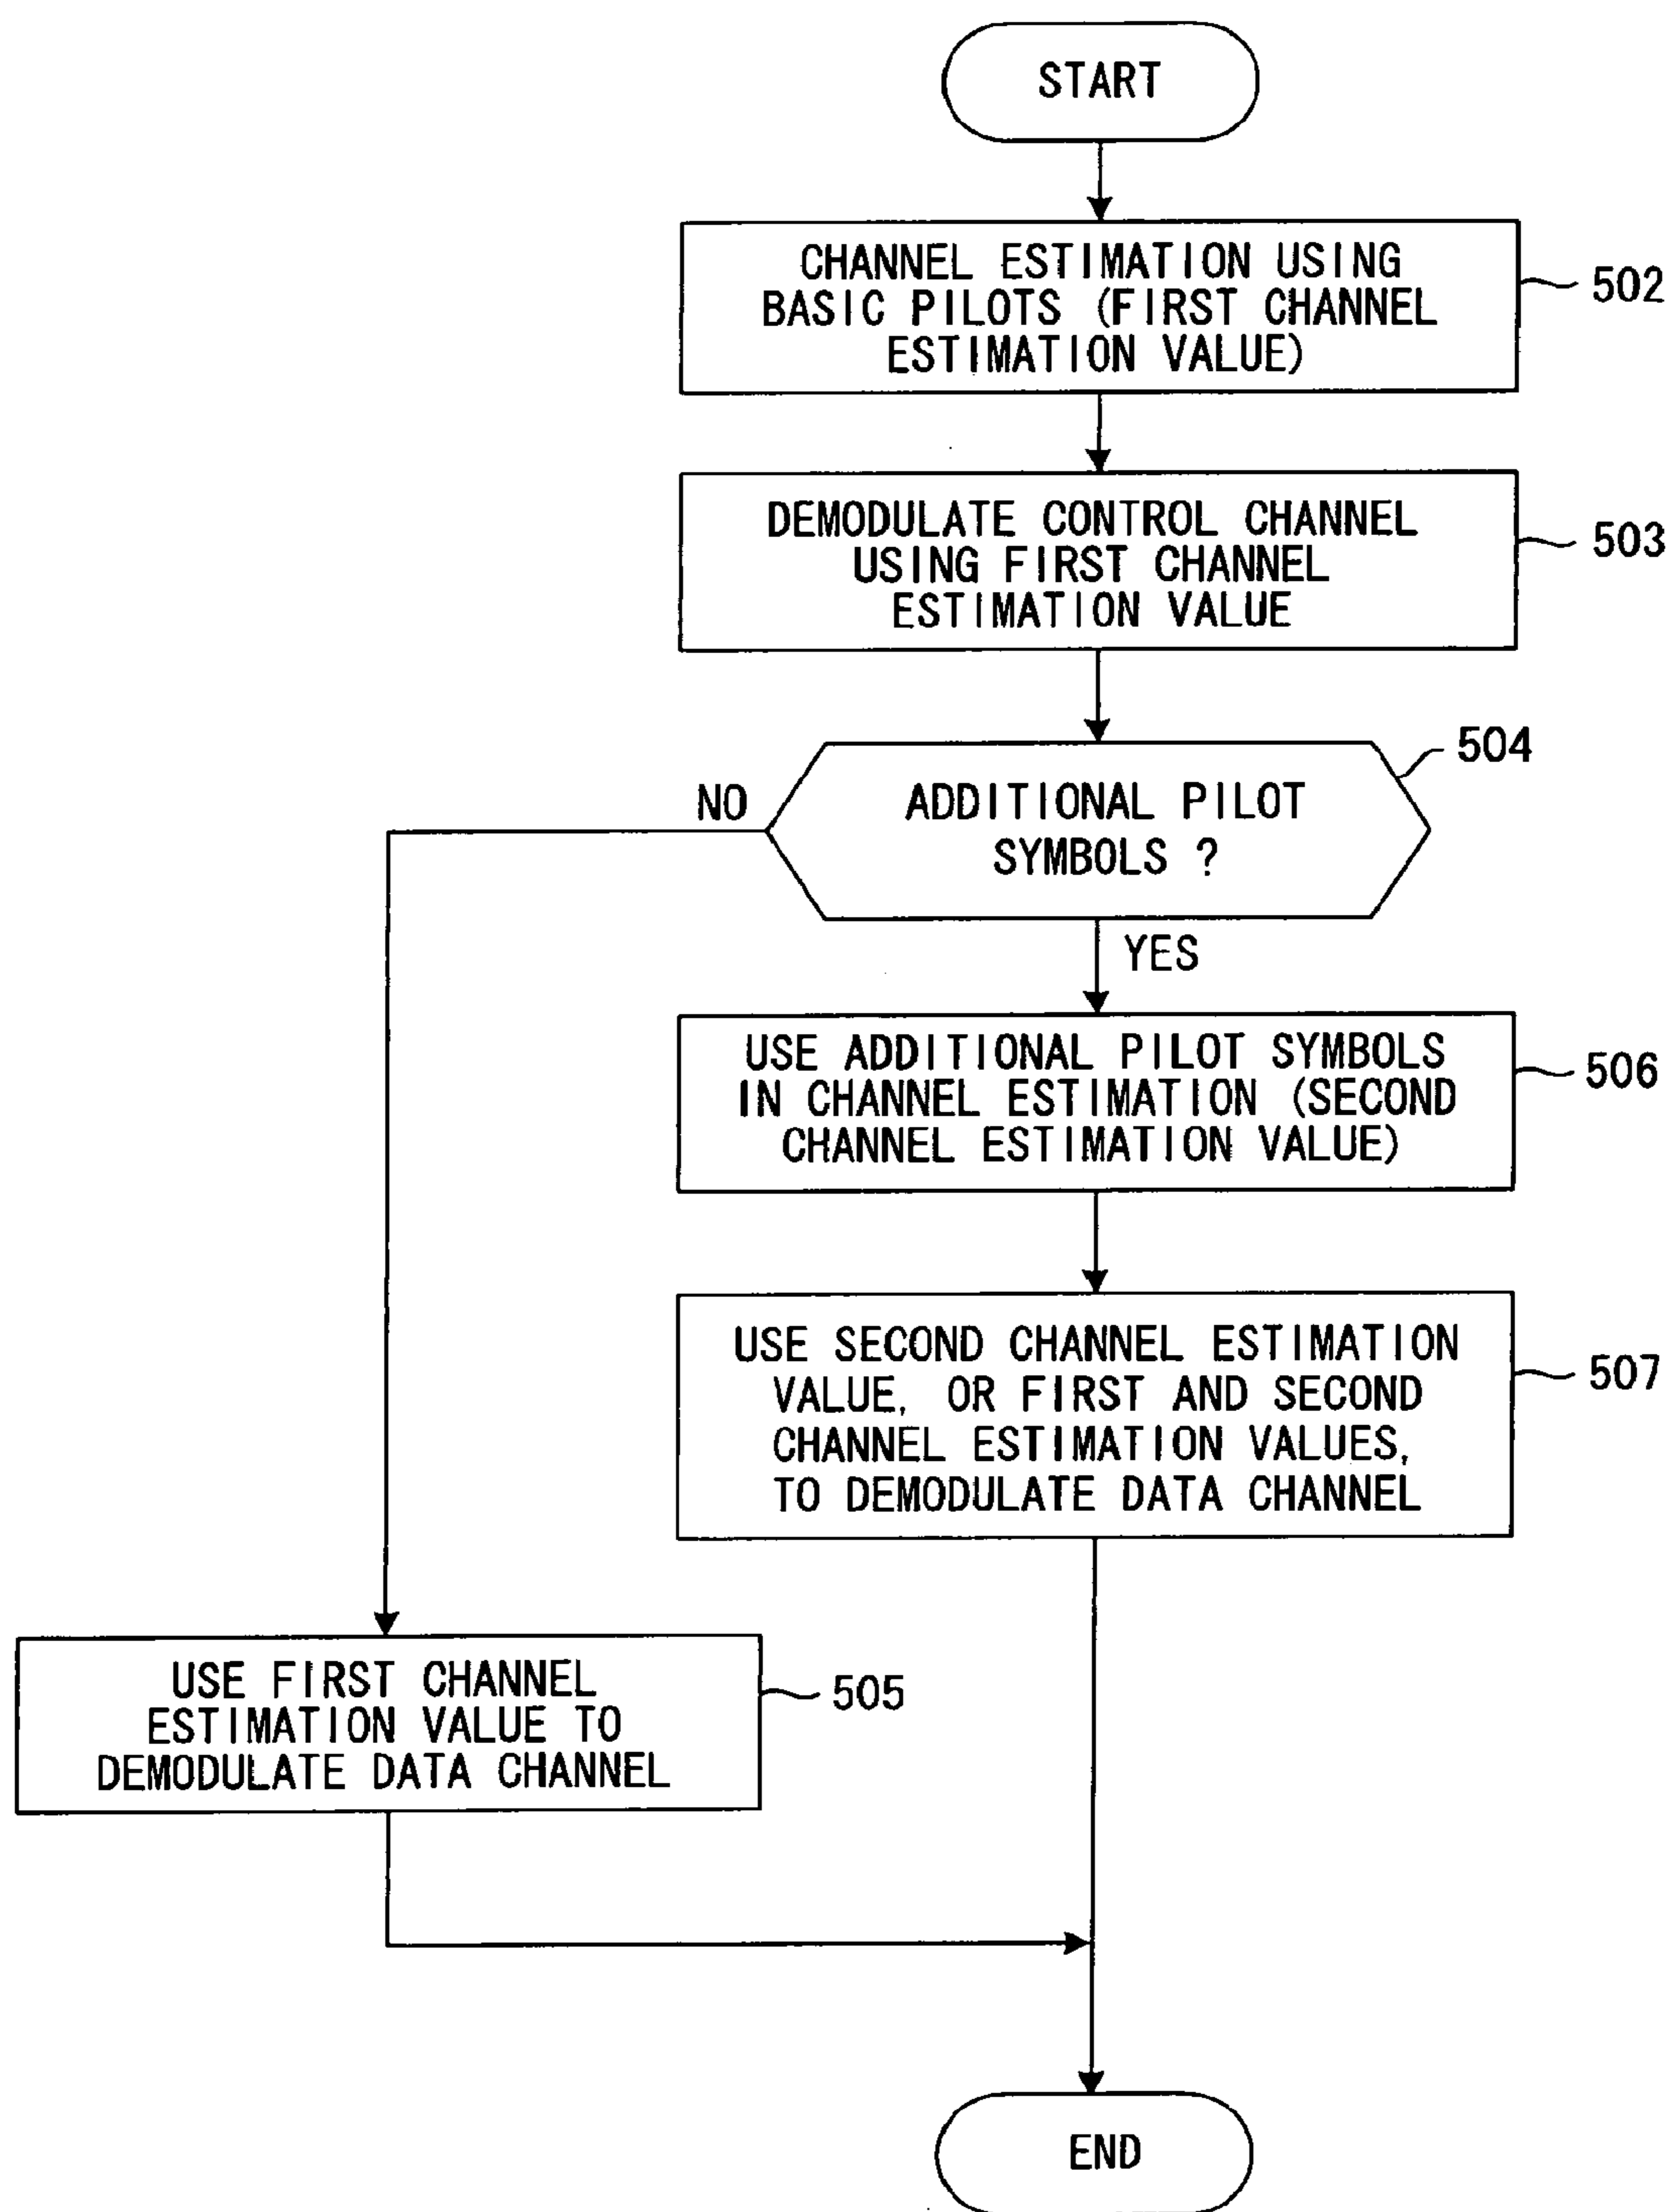 START
CHANNEL ESTIMATION USING
BASIC PILOTS (FIRST CHANNEL
ESTIMATION VALUE)
502
DEMODULATE CONTROL CHANNEL
USING FIRST CHANNEL
ESTIMATION VALUE
503
504
ADDITIONAL PILOT
SYMBOLS ?
NO
YES
USE ADDITIONAL PILOT SYMBOLS
IN CHANNEL ESTIMATION (SECOND
CHANNEL ESTIMATION VALUE)
506
USE SECOND CHANNEL ESTIMATION
VALUE, OR FIRST AND SECOND
CHANNEL ESTIMATION VALUES,
TO DEMODULATE DATA CHANNEL
507
USE FIRST CHANNEL
ESTIMATION VALUE TO
DEMODULATE DATA CHANNEL
505
END